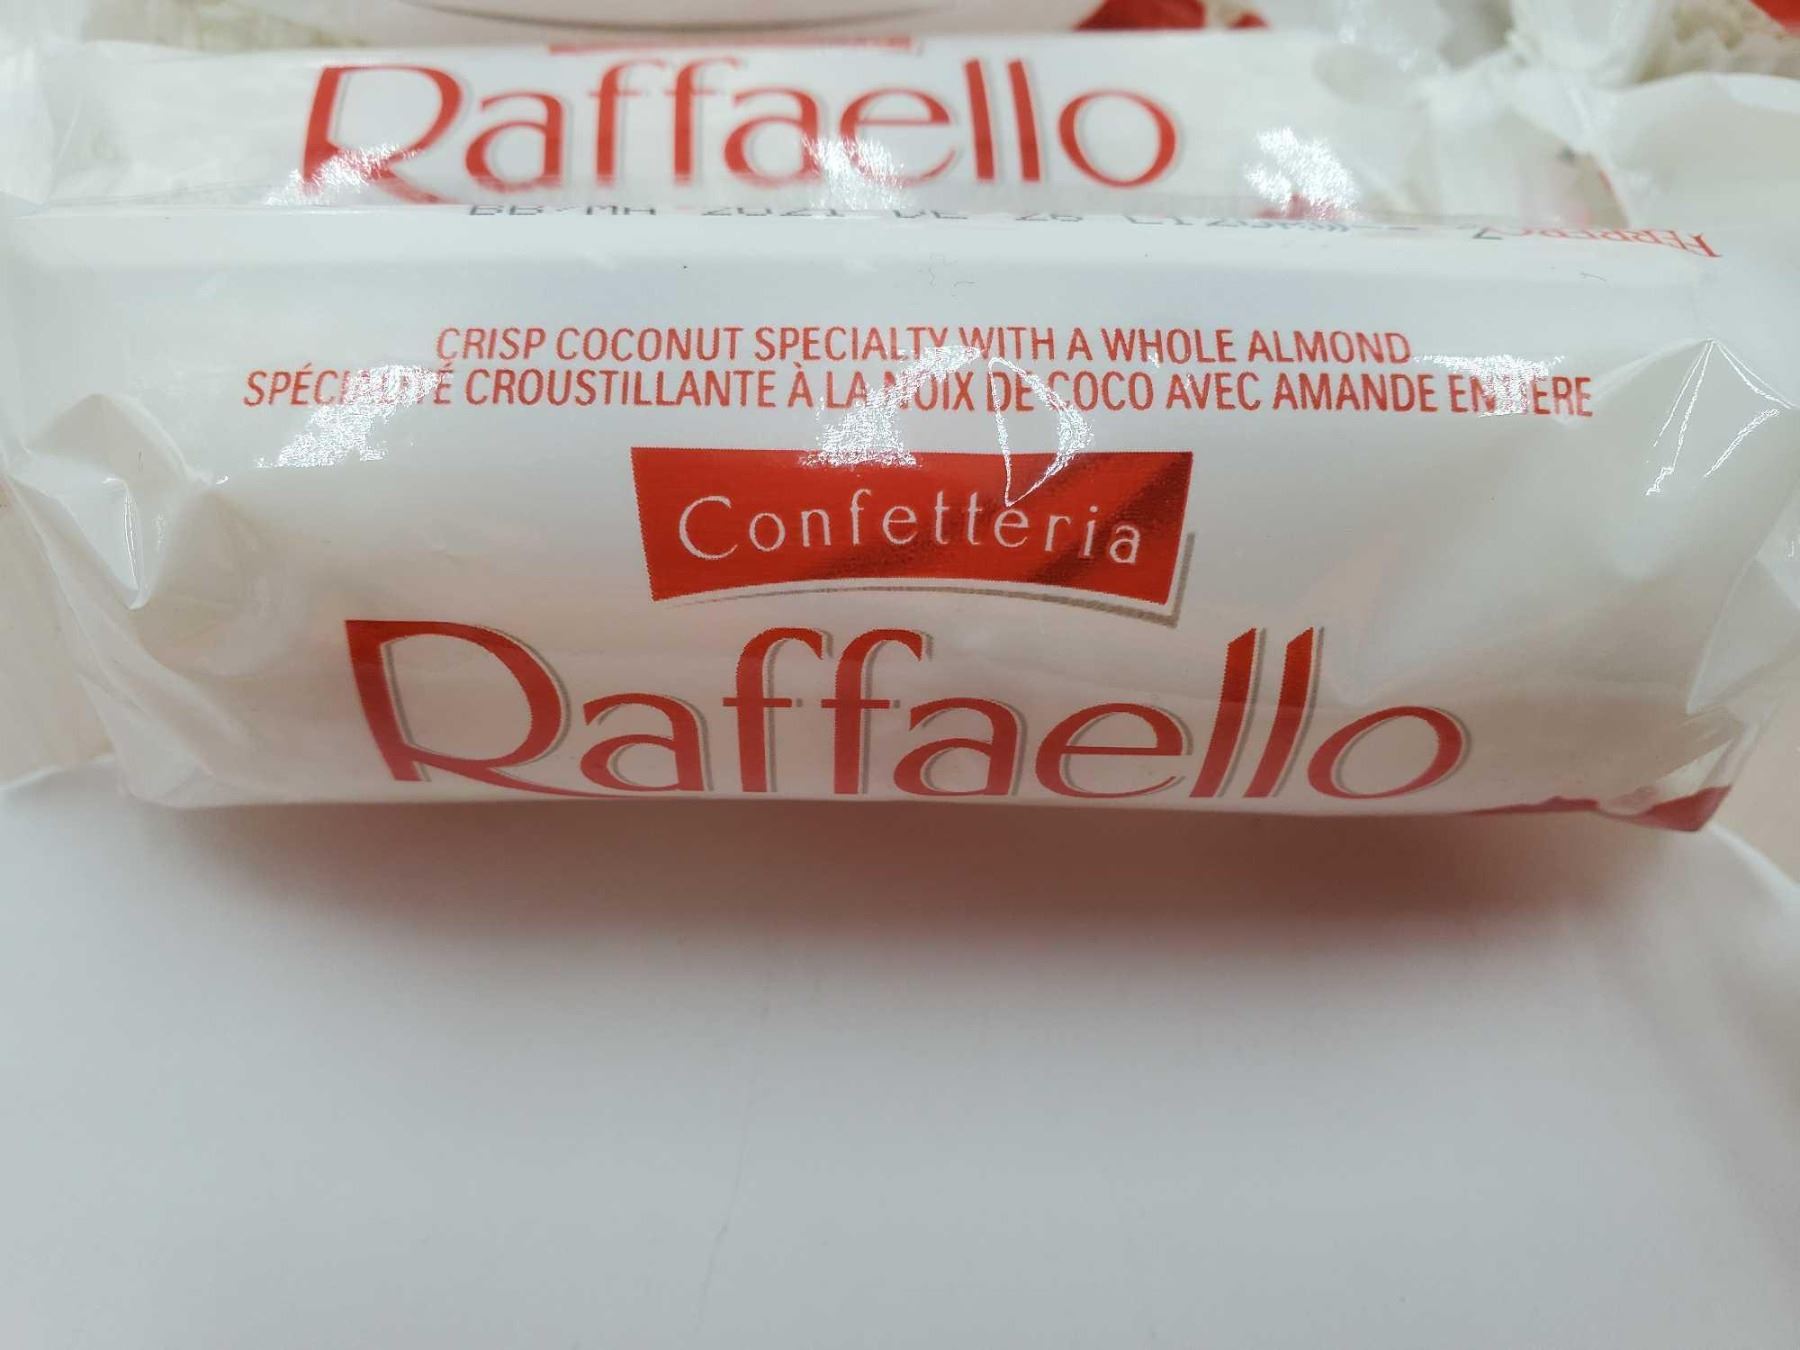 Raffaello
CRISP COCONUT SPECIALTY WITH A WHOLE ALMOND
SPÉCIALITÉ CROUSTILLANTE À LA NOIX DE COCO AVEC AMANDE ENTIÈRE
Confetteria
Raffaello